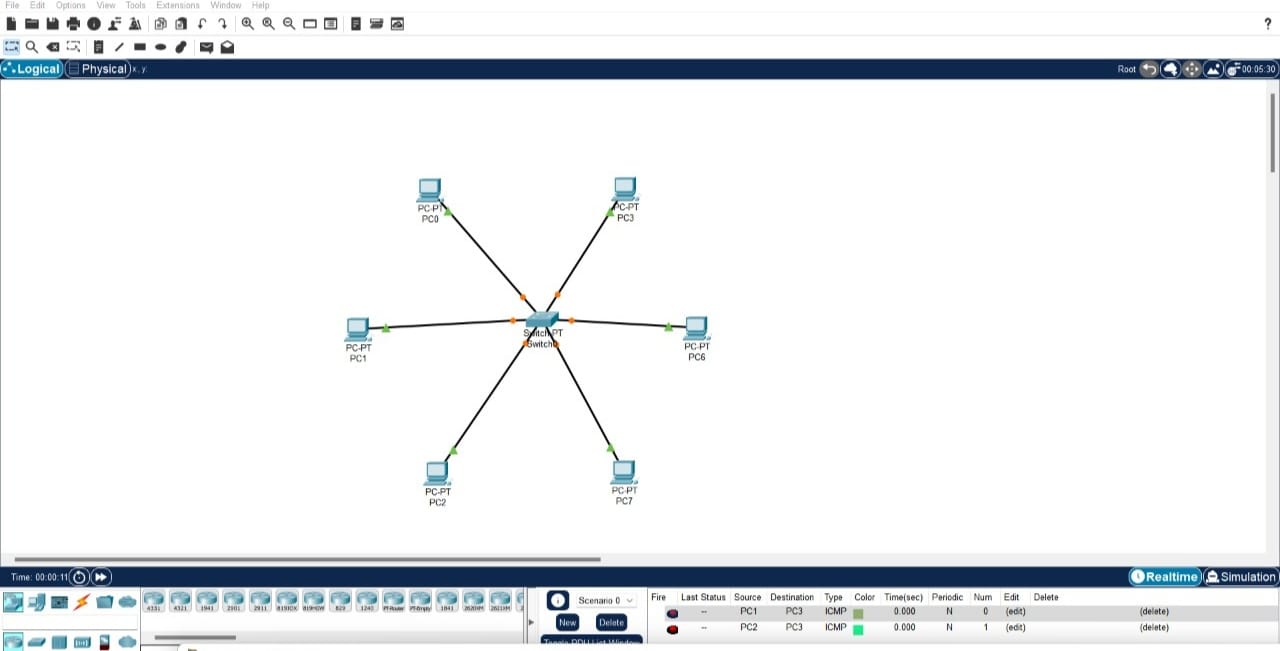 File Edit Options View Tools Extensions Window Help
?
Logical Physical x: y:
Root 00:05:30
PC-PT
PC0
PC-PT
PC3
PC-PT
PC1
Switch-PT
Switch0
PC-PT
PC6
PC-PT
PC2
PC-PT
PC7
Time: 00:00:11
Realtime Simulation
4331 4321 1941 2901 2911 819IOX 819HGW 829 1240 PT-Router PT-Empty 1841 2620XM 2621XM
Scenario 0
New Delete
Toggle PDU List Window
Fire Last Status Source Destination Type Color Time(sec) Periodic Num Edit Delete
-- PC1 PC3 ICMP 0.000 N 0 (edit) (delete)
-- PC2 PC3 ICMP 0.000 N 1 (edit) (delete)